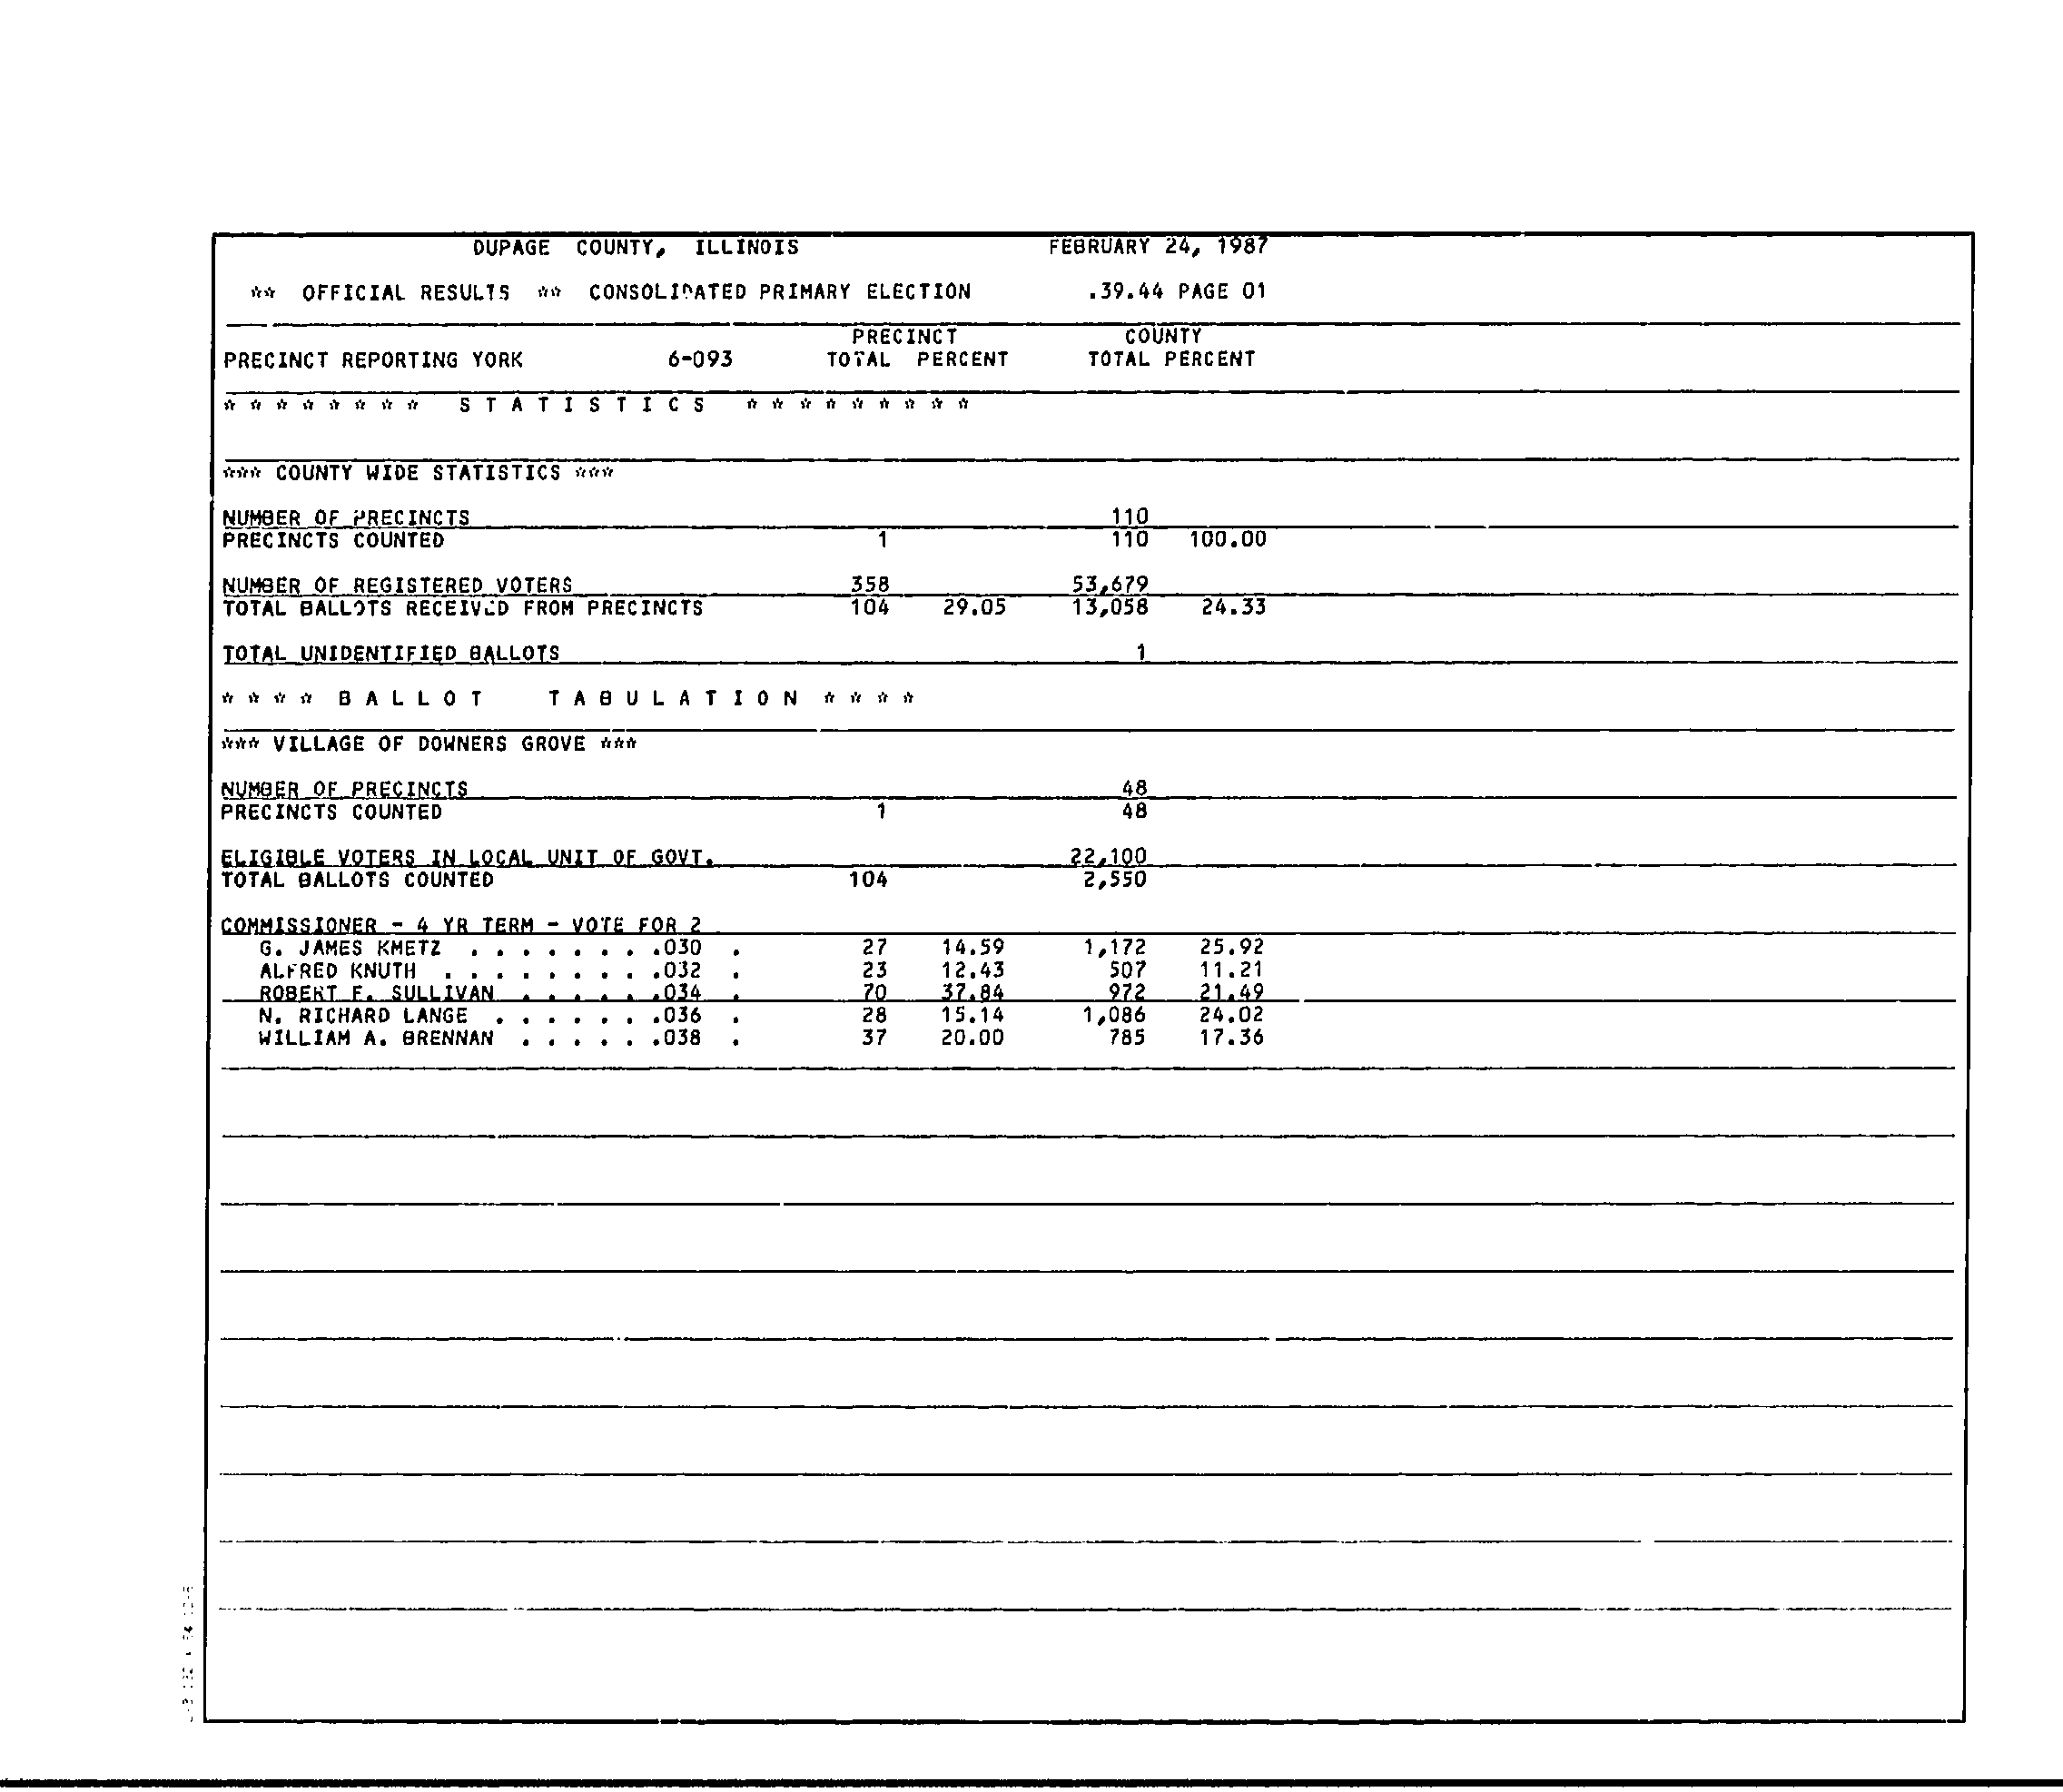 DUPAGE COUNTY, ILLINOIS FEBRUARY 24, 1987
** OFFICIAL RESULTS ** CONSOLIDATED PRIMARY ELECTION .39.44 PAGE 01
PRECINCT COUNTY
PRECINCT REPORTING YORK 6-093 TOTAL PERCENT TOTAL PERCENT
* * * * * * * * S T A T I S T I C S * * * * * * * * *
*** COUNTY WIDE STATISTICS ***
NUMBER OF PRECINCTS 110
PRECINCTS COUNTED 1 110 100.00
NUMBER OF REGISTERED VOTERS 358 53,679
TOTAL BALLOTS RECEIVED FROM PRECINCTS 104 29.05 13,058 24.33
TOTAL UNIDENTIFIED BALLOTS 1
* * * * B A L L O T T A B U L A T I O N * * * *
*** VILLAGE OF DOWNERS GROVE ***
NUMBER OF PRECINCTS 48
PRECINCTS COUNTED 1 48
ELIGIBLE VOTERS IN LOCAL UNIT OF GOVT. 22,100
TOTAL BALLOTS COUNTED 104 2,550
COMMISSIONER - 4 YR TERM - VOTE FOR 2
G. JAMES KMETZ . . . . . . . .030 . 27 14.59 1,172 25.92
ALFRED KNUTH . . . . . . . . .032 . 23 12.43 507 11.21
ROBERT F. SULLIVAN . . . . . .034 . 70 37.84 972 21.49
N. RICHARD LANGE . . . . . . .036 . 28 15.14 1,086 24.02
WILLIAM A. BRENNAN . . . . . .038 . 37 20.00 785 17.36